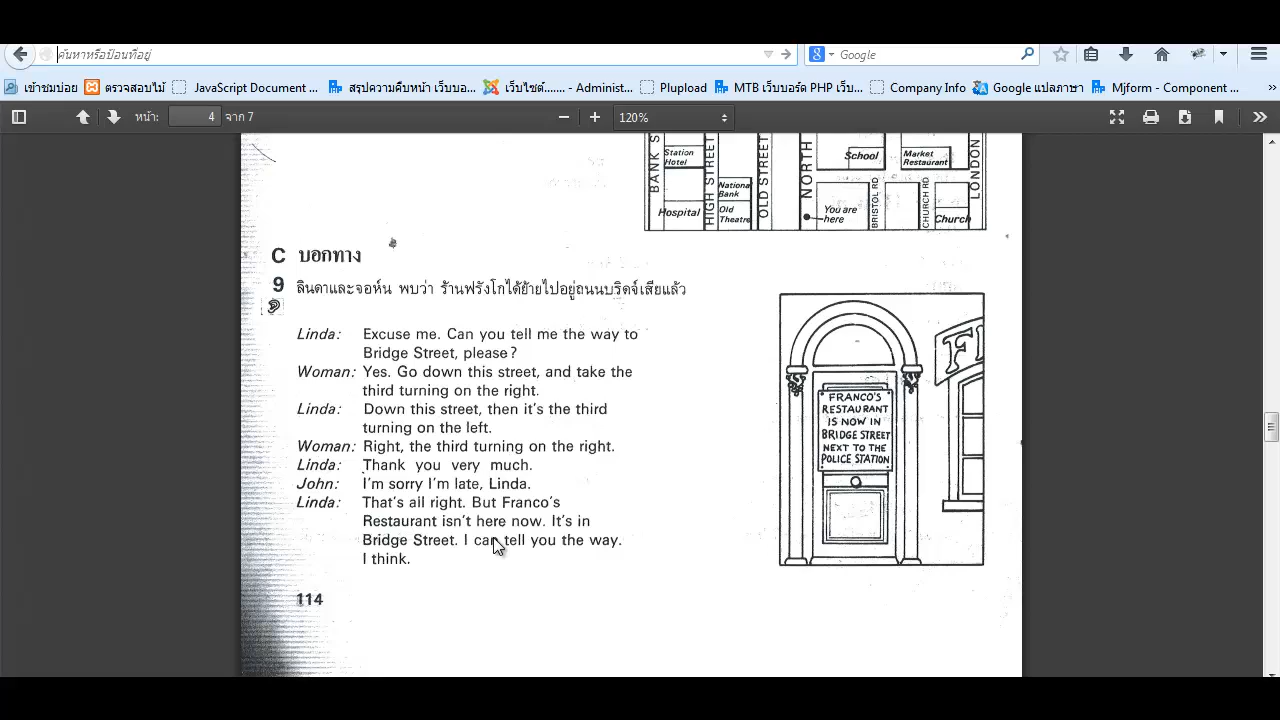 ค้นหาหรือป้อนที่อยู่
Google
เข้าชมบ่อย
ตรวจสอบไม้
JavaScript Document ...
สรุปความคืบหน้า เว็บบอ...
เว็บไซต์....... - Administ...
Plupload
MTB เว็บบอร์ด PHP เว็บ...
Company Info
Google แปลภาษา
Mjform - Component ...
หน้า:
4
จาก 7
120%
BANK S
Station
Hotel
HIGH STREET
National
Bank
Old
Theatre
Hospital
OLD STREET
NORTH
School
Market
Restaurant
You are
here
BRISTOL RD.
CHURCH RD.
Church
LONDON
C บอกทาง
9 ลินดาและจอห์น พบว่า ร้านฟรังโกได้ย้ายไปอยู่ถนน บริดจ์เสียแล้ว
Linda: Excuse me. Can you tell me the way to
Bridge Street, please?
Woman: Yes. Go down this street, and take the
third turning on the right.
Linda: Down this street, and it's the third
turning on the left.
Woman: Right, the third turning on the right.
Linda: Thank you very much.
John: I'm sorry I'm late, Linda.
Linda: That's all right. But Franco's
Restaurant isn't here now. It's in
Bridge Street. I can you the way.
I think.
114
FRANCO'S
RESTAURANT
IS NOW IN
BRIDGE STREET
NEXT TO THE
POLICE STATION